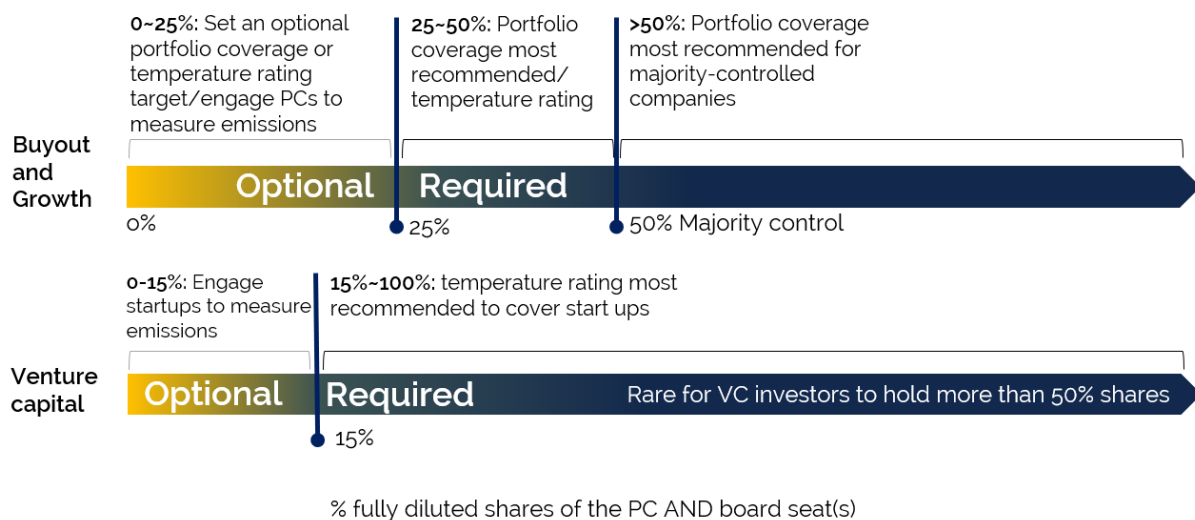 0~25%: Set an optional
portfolio coverage or
temperature rating
target/engage PCs to
measure emissions
25~50%: Portfolio
coverage most
recommended/
temperature rating
>50%: Portfolio coverage
most recommended for
majority-controlled
companies
Buyout
and
Growth
Optional
Required
0%
25%
50% Majority control
0-15%: Engage
startups to measure
emissions
15%~100%: temperature rating most
recommended to cover start ups
Venture
capital
Optional
Required
Rare for VC investors to hold more than 50% shares
15%
% fully diluted shares of the PC AND board seat(s)